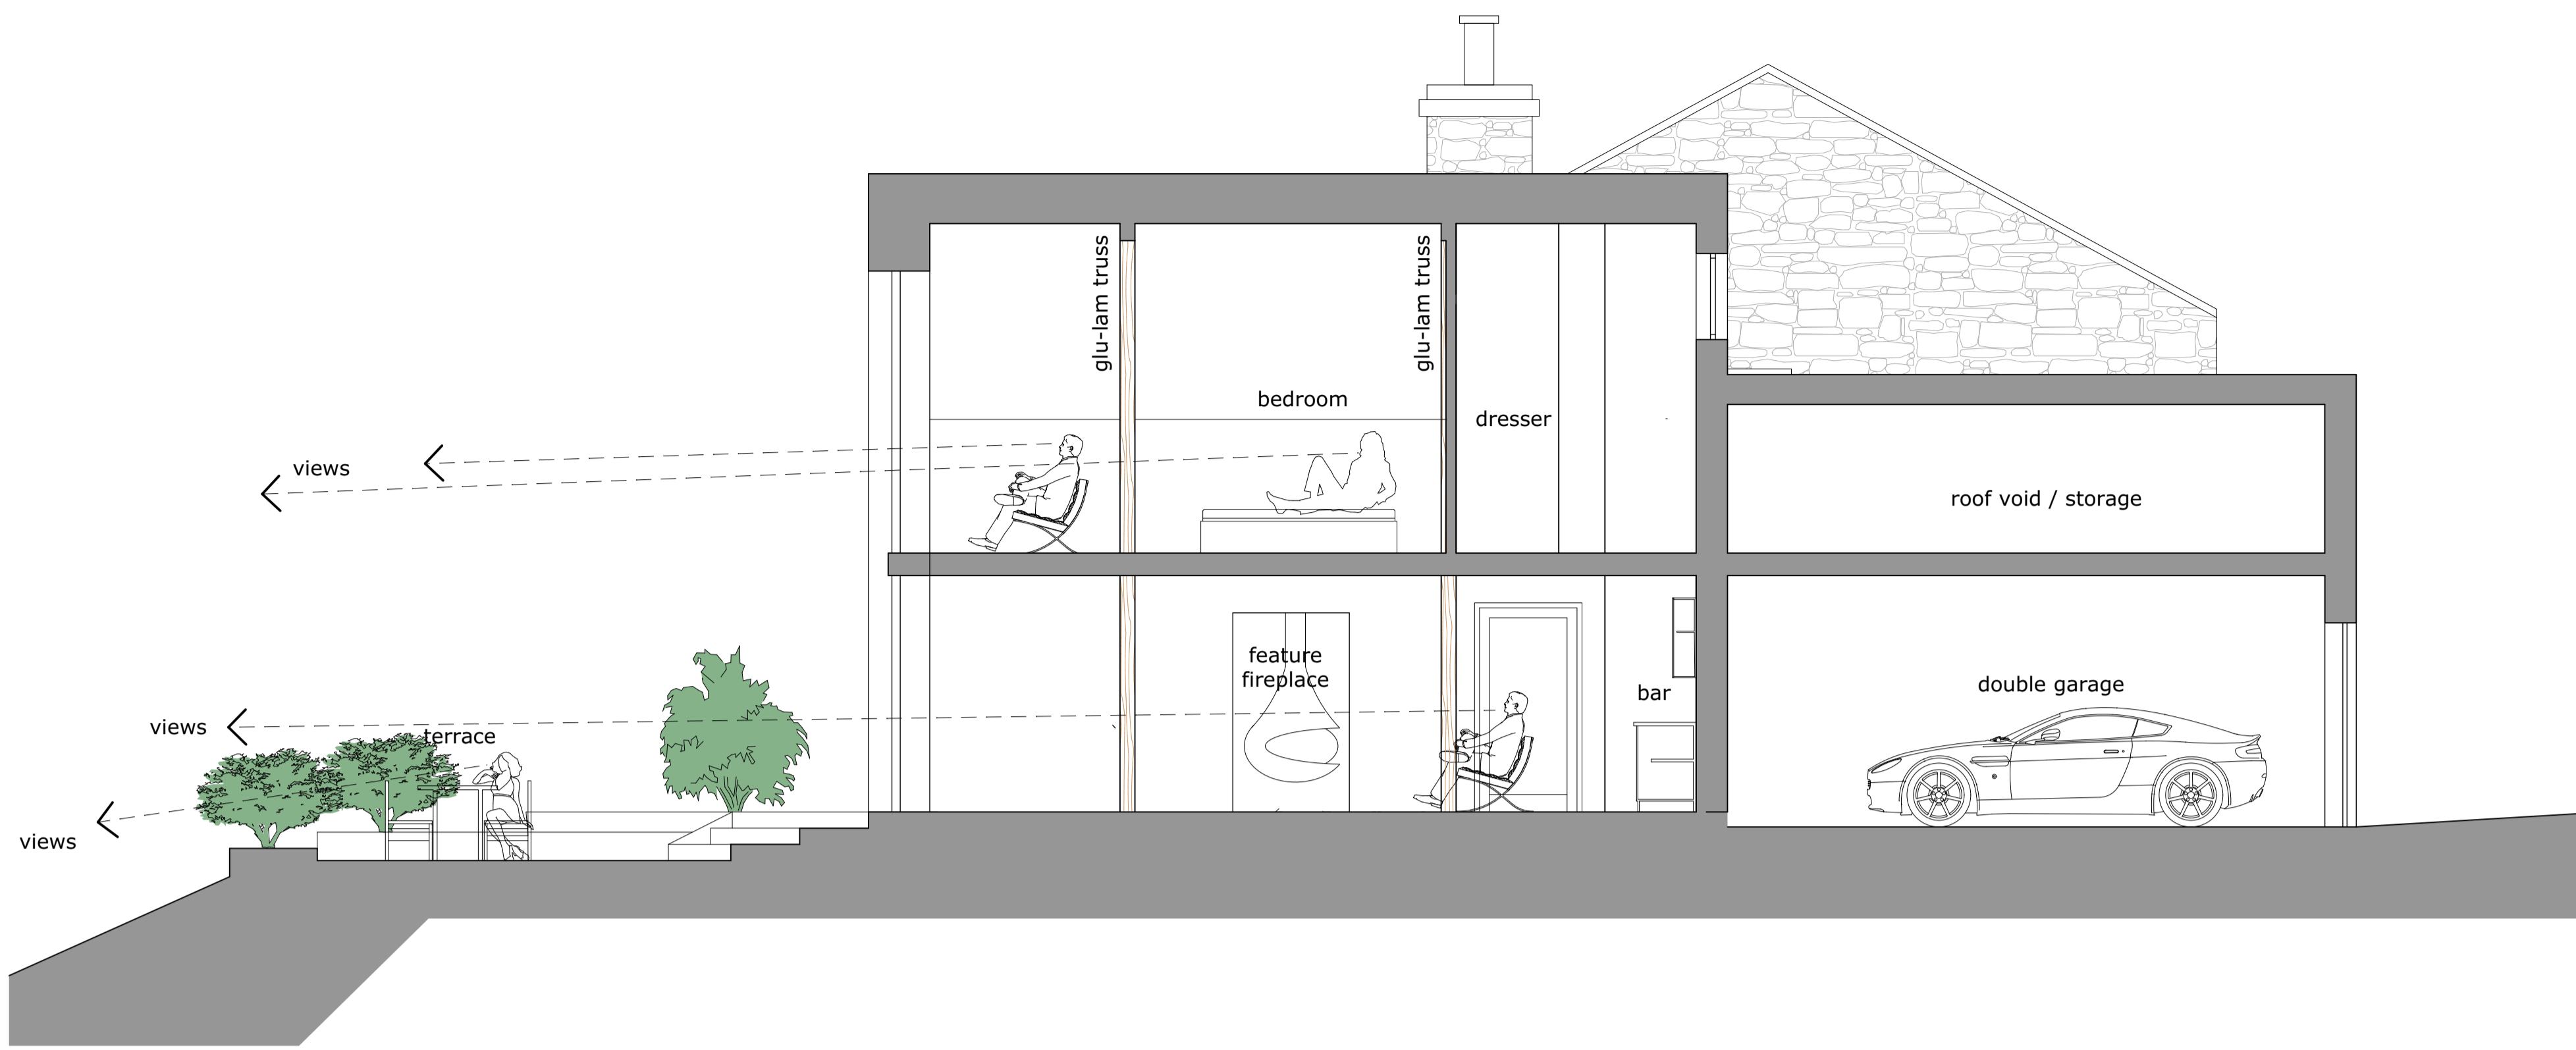 glu-lam truss
glu-lam truss
bedroom
dresser
views
roof void / storage
feature
fireplace
double garage
bar
views
terrace
views